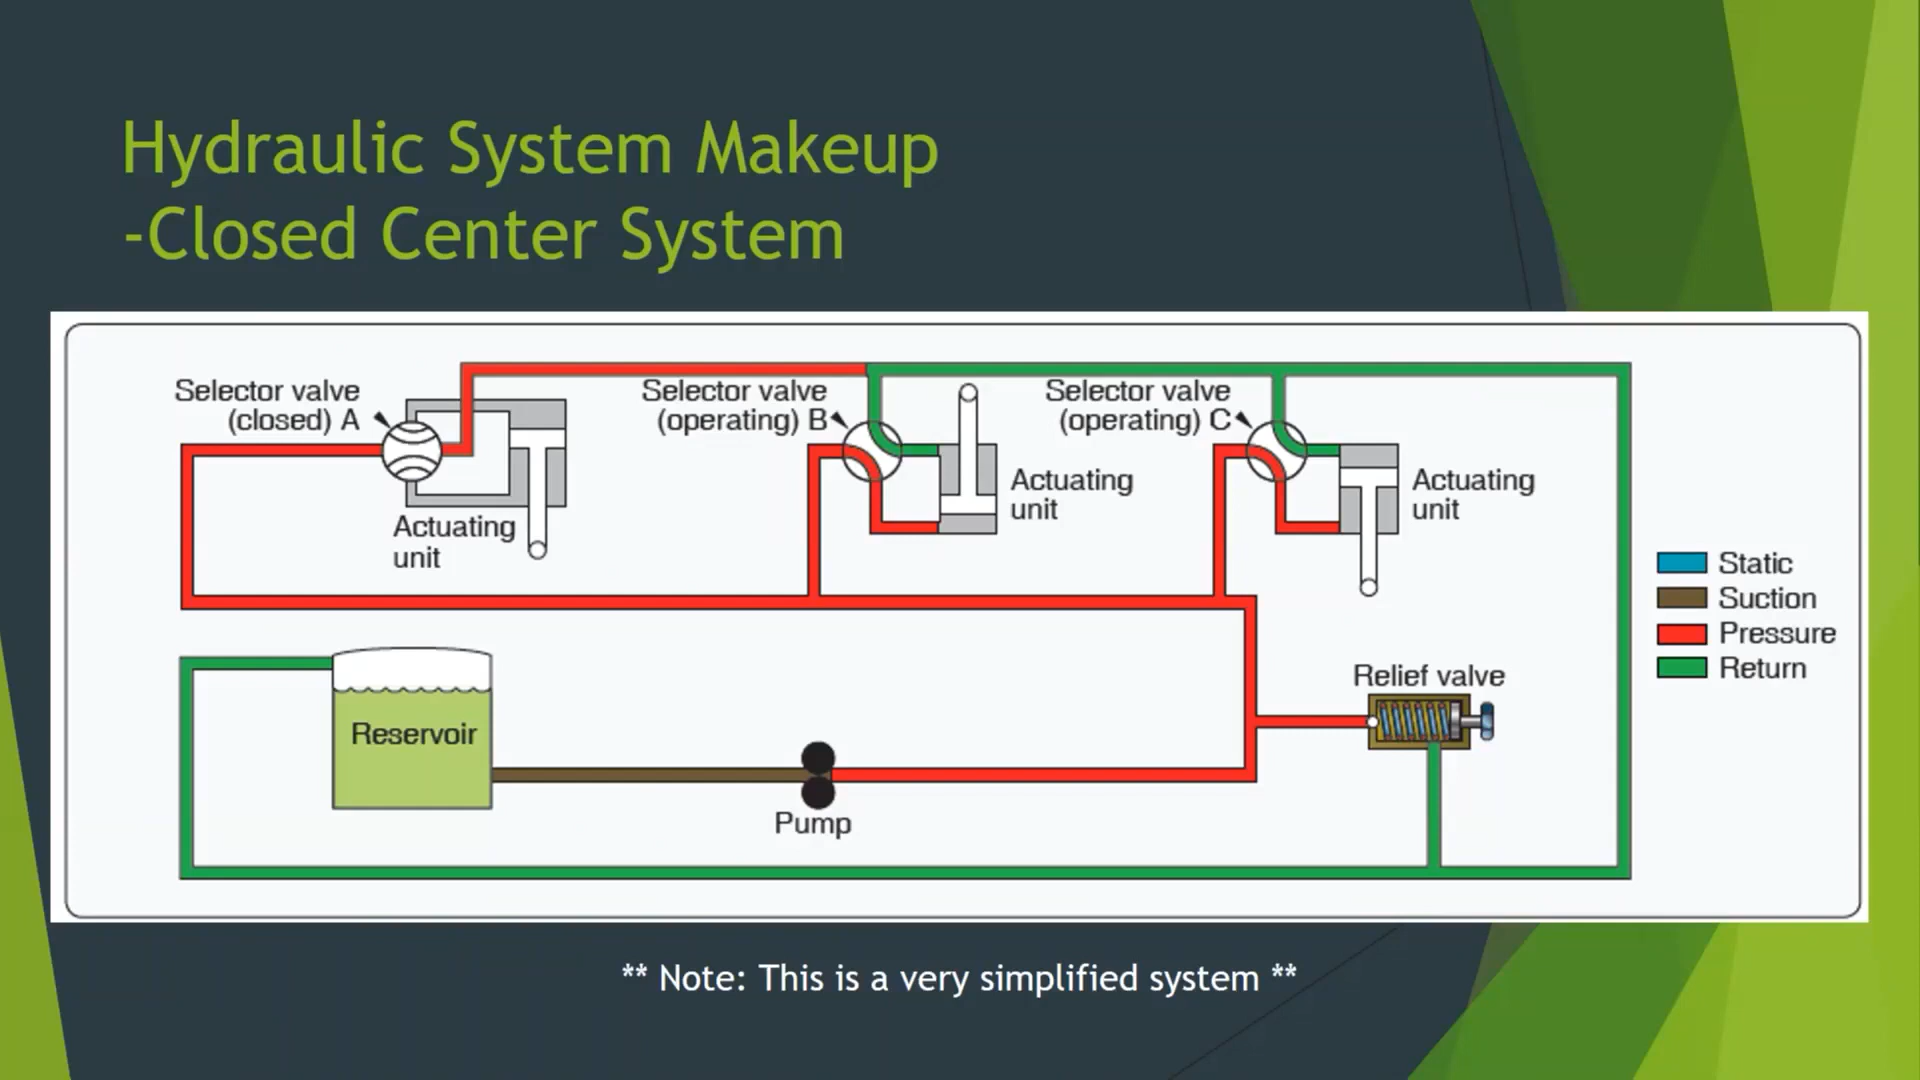 Hydraulic System Makeup
-Closed Center System
Selector valve
(closed) A
Selector valve
(operating) B
Selector valve
(operating) C
Actuating
unit
Actuating
unit
Actuating
unit
Static
Suction
Pressure
Return
Relief valve
Reservoir
Pump
** Note: This is a very simplified system **